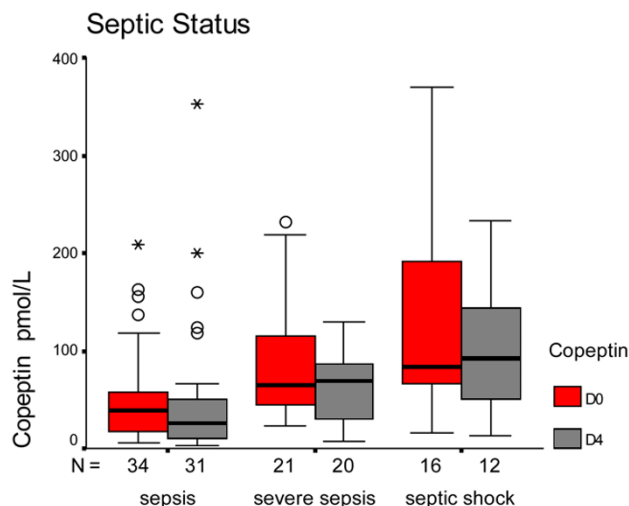 Septic Status
400
300
200
100
0
Copeptin pmol/L
N = 34 31 21 20 16 12
sepsis severe sepsis septic shock
Copeptin
D0
D4